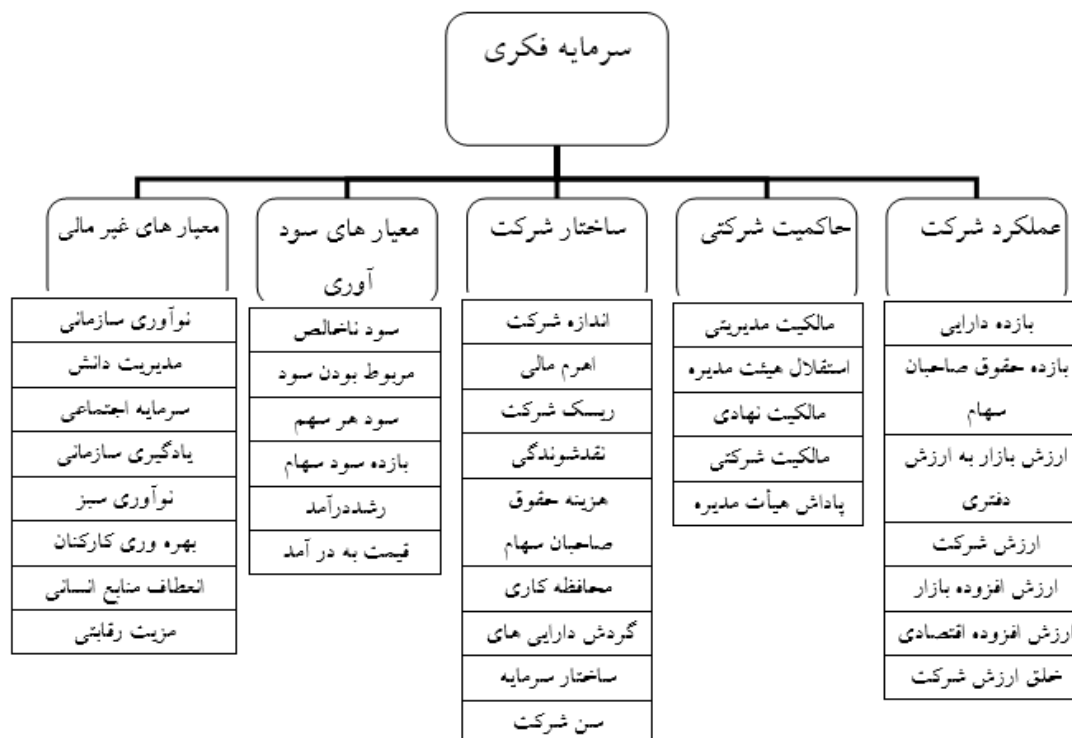 سرمایه فکری
عملکرد شرکت
بازده دارایی
بازده حقوق صاحبان
سهام
ارزش بازار به ارزش
دفتری
ارزش شرکت
ارزش افزوده بازار
ارزش افزوده اقتصادی
خلق ارزش شرکت
حاکمیت شرکتی
مالکیت مدیریتی
استقلال هیئت مدیره
مالکیت نهادی
مالکیت شرکتی
پاداش هیأت مدیره
ساختار شرکت
اندازه شرکت
اهرم مالی
ریسک شرکت
نقدشوندگی
هزینه حقوق
صاحبان سهام
محافظه کاری
گردش دارایی های
ساختار سرمایه
سن شرکت
معیار های سود
آوری
سود ناخالص
مربوط بودن سود
سود هر سهم
بازده سود سهام
رشددرآمد
قیمت به در آمد
معیار های غیر مالی
نوآوری سازمانی
مدیریت دانش
سرمایه اجتماعی
یادگیری سازمانی
نوآوری سبز
بهره وری کارکنان
انعطاف منابع انسانی
مزیت رقابتی